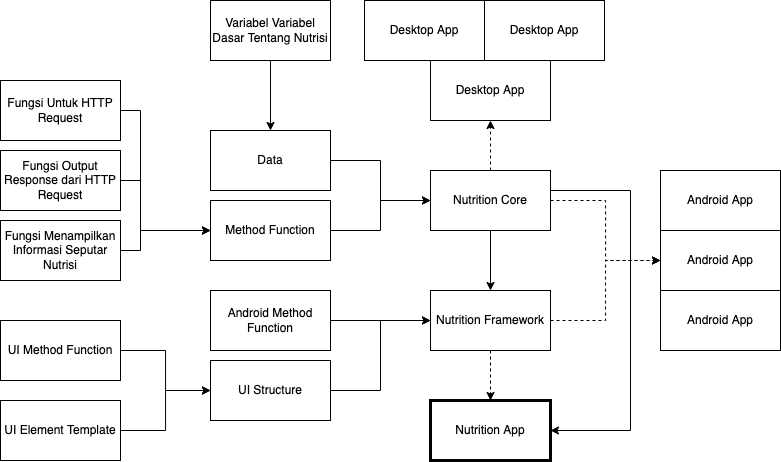 Variabel Variabel
Dasar Tentang Nutrisi
Desktop App
Desktop App
Desktop App
Fungsi Untuk HTTP
Request
Fungsi Output
Response dari HTTP
Request
Fungsi Menampilkan
Informasi Seputar
Nutrisi
Data
Method Function
Nutrition Core
Android App
Android App
Android App
Android Method
Function
Nutrition Framework
UI Method Function
UI Structure
UI Element Template
Nutrition App